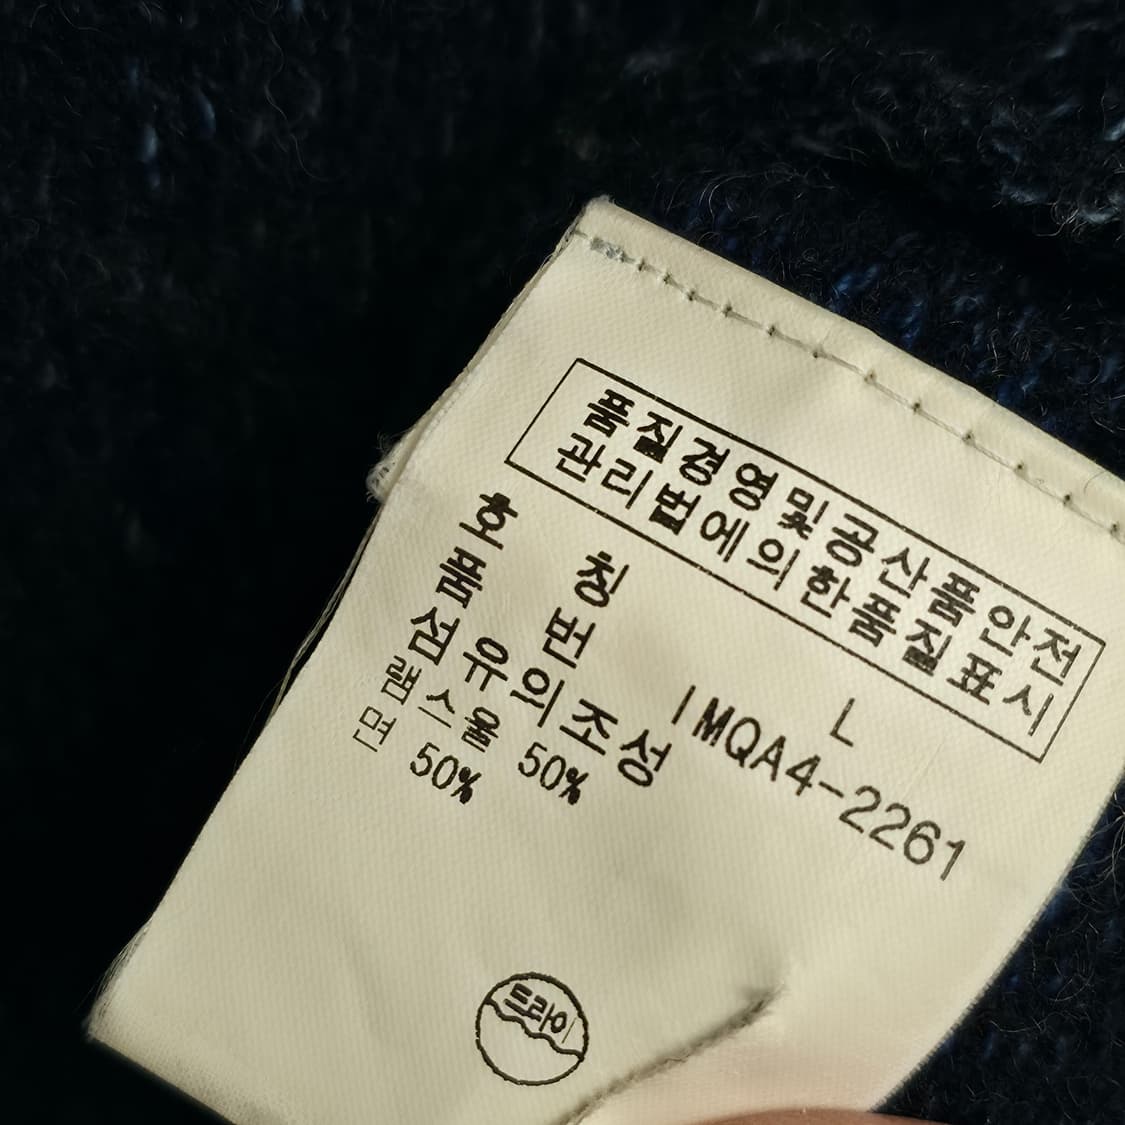 품질경영및공산품안전
관리법에의한품질표시
호 칭 L
품 번 IMQA4-2261
섬유의조성
램스울 50%
모 50%
드라이